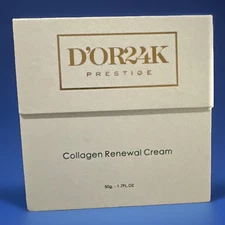 D'OR24K
PRESTIGE
Collagen Renewal Cream
50g - 1.7FL.OZ